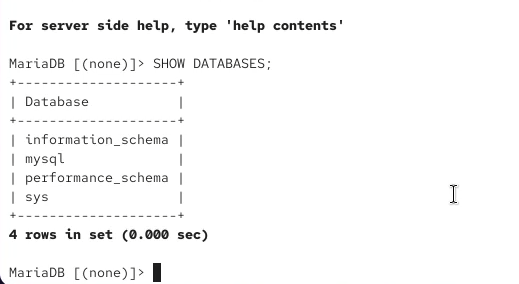 For server side help, type 'help contents'
MariaDB [(none)]> SHOW DATABASES;
+--------------------+
| Database           |
+--------------------+
| information_schema |
| mysql              |
| performance_schema |
| sys                |
+--------------------+
4 rows in set (0.000 sec)
MariaDB [(none)]>